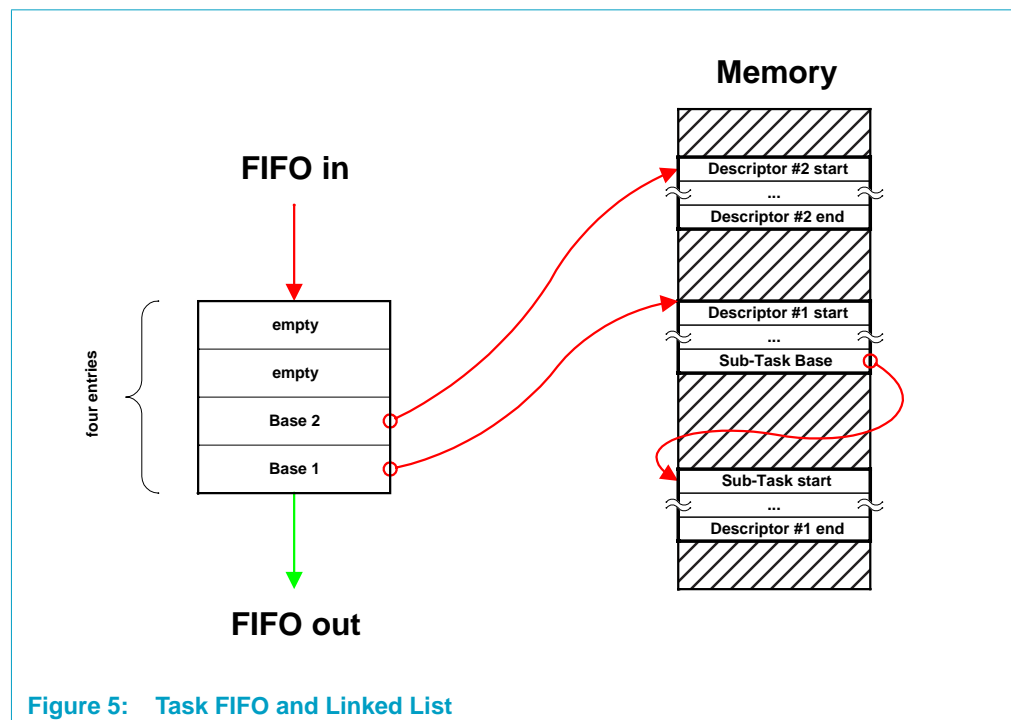 Memory
FIFO in
Descriptor #2 start
...
Descriptor #2 end
four entries
empty
empty
Base 2
Base 1
Descriptor #1 start
...
Sub-Task Base
Sub-Task start
...
Descriptor #1 end
FIFO out
Figure 5: Task FIFO and Linked List